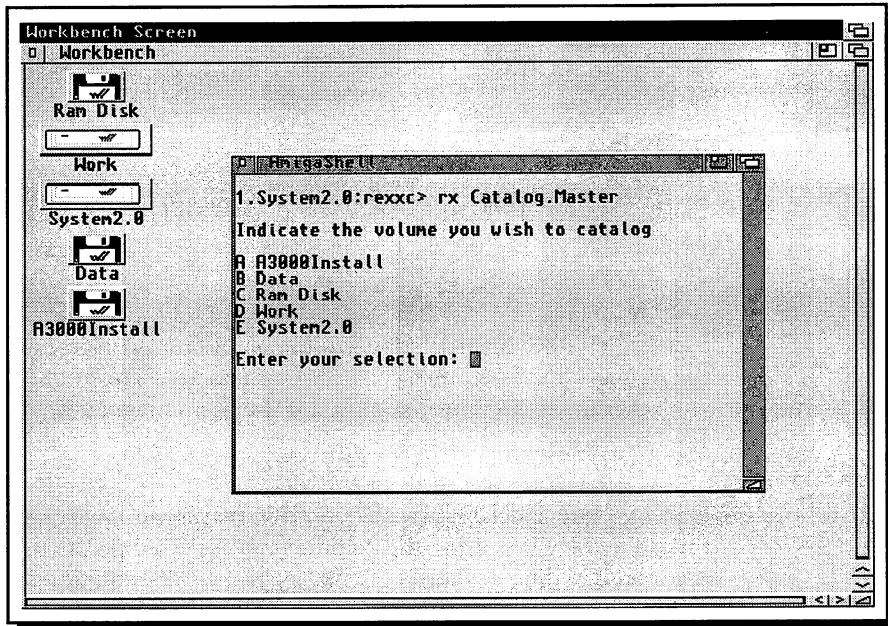 Workbench Screen
Workbench
Ram Disk
Work
System2.0
Data
A3000Install
AmigaShell
1.System2.0:rexxc> rx Catalog.Master
Indicate the volume you wish to catalog
A A3000Install
B Data
C Ram Disk
D Work
E System2.0
Enter your selection: